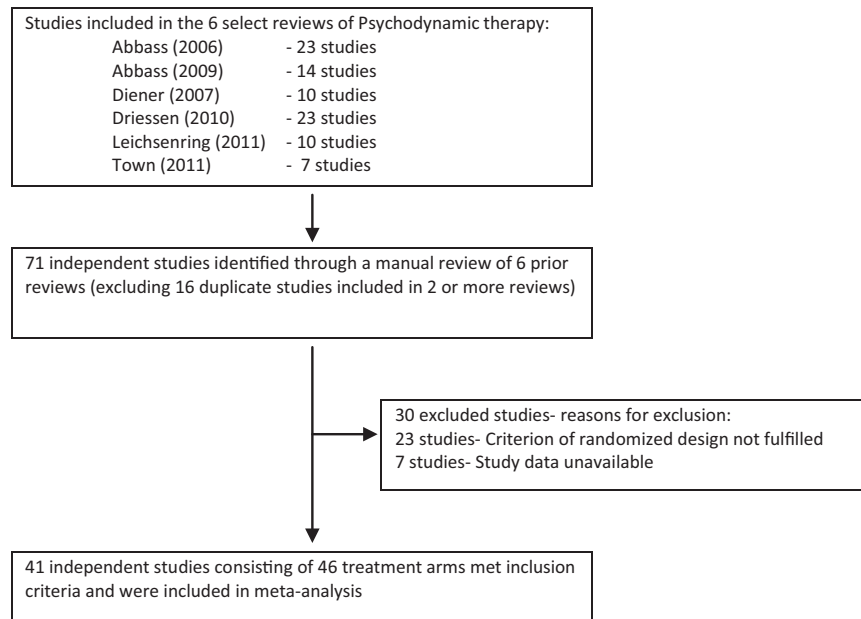 Studies included in the 6 select reviews of Psychodynamic therapy:
Abbass (2006) - 23 studies
Abbass (2009) - 14 studies
Diener (2007) - 10 studies
Driessen (2010) - 23 studies
Leichsenring (2011) - 10 studies
Town (2011) - 7 studies
71 independent studies identified through a manual review of 6 prior
reviews (excluding 16 duplicate studies included in 2 or more reviews)
30 excluded studies- reasons for exclusion:
23 studies- Criterion of randomized design not fulfilled
7 studies- Study data unavailable
41 independent studies consisting of 46 treatment arms met inclusion
criteria and were included in meta-analysis